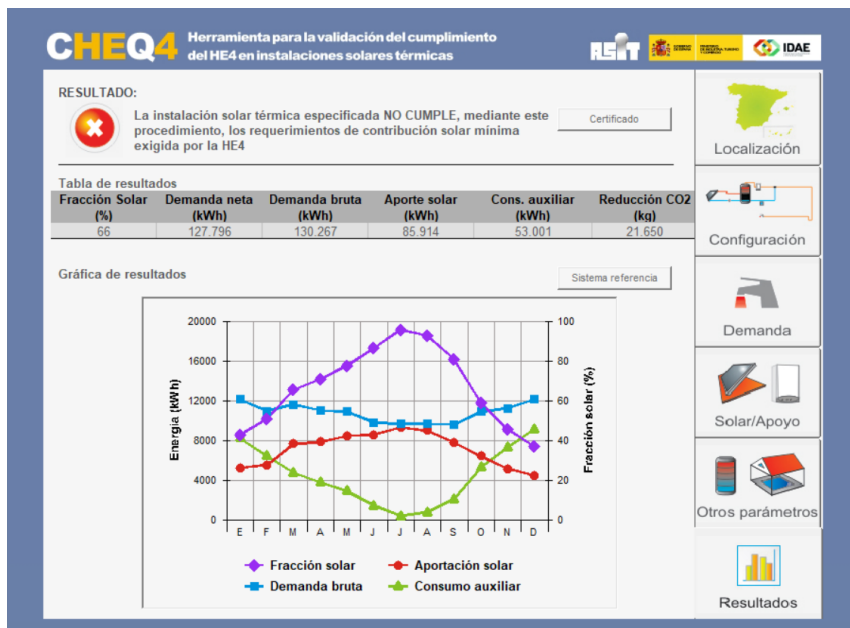 CHEQ4
Herramienta para la validación del cumplimiento
del HE4 en instalaciones solares térmicas
IDAE
RESULTADO:
La instalación solar térmica especificada NO CUMPLE, mediante este
procedimiento, los requerimientos de contribución solar mínima
exigida por la HE4
Certificado
Tabla de resultados
Fracción Solar Demanda neta Demanda bruta Aporte solar Cons. auxiliar Reducción CO2
(%) (kWh) (kWh) (kWh) (kWh) (kg)
66 127.796 130.267 85.914 53.001 21.650
Gráfica de resultados
Sistema referencia
20000 100
16000 80
12000 60
8000 40
4000 20
0 0
Energia (kWh)
Fracción solar (%)
E F M A M J J A S O N D
Fracción solar Aportación solar
Demanda bruta Consumo auxiliar
Localización
Configuración
Demanda
Solar/Apoyo
Otros parámetros
Resultados